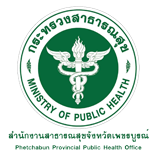 กระทรวงสาธารณสุข
MINISTRY OF PUBLIC HEALTH
สำนักงานสาธารณสุขจังหวัดเพชรบูรณ์
Phetchabun Provincial Public Health Office